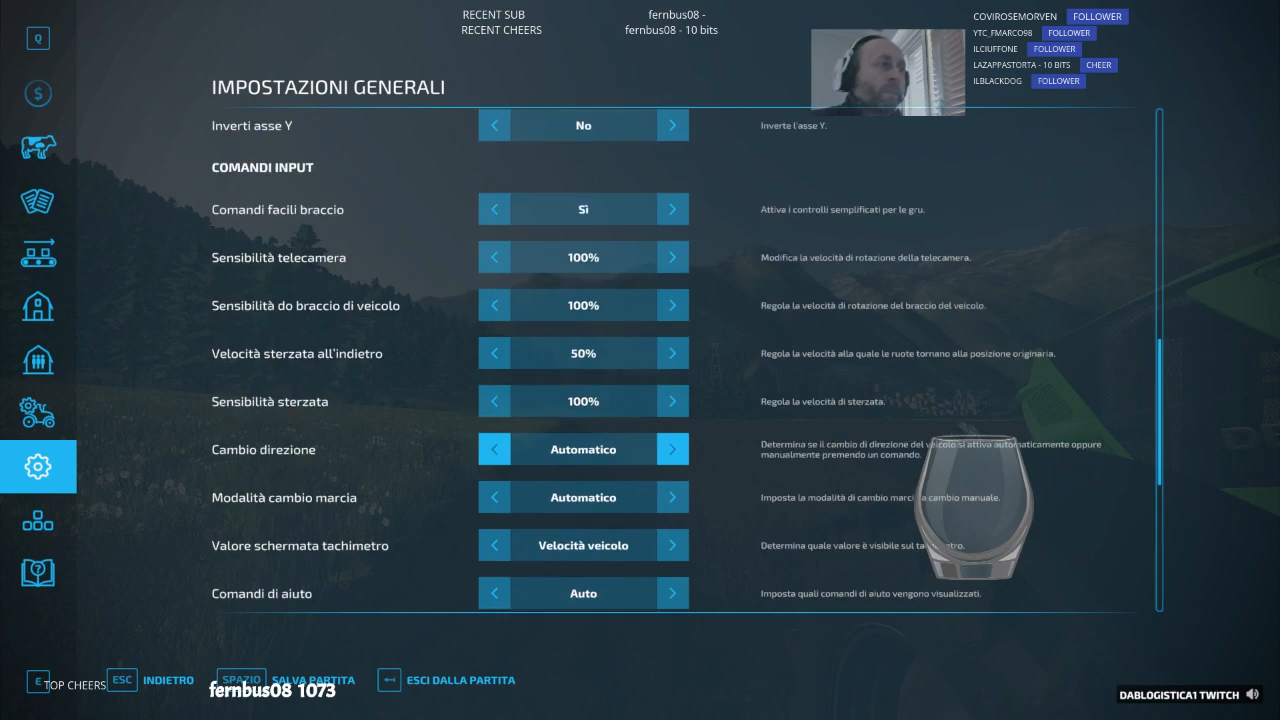 RECENT SUB
fernbus08 -
RECENT CHEERS
fernbus08 - 10 bits
COVIROSEMORVEN FOLLOWER
YTC_FMARCO98 FOLLOWER
ILCIUFFONE FOLLOWER
LAZAPPASTORTA - 10 BITS CHEER
ILBLACKDOG FOLLOWER
Q
IMPOSTAZIONI GENERALI
Inverti asse Y No Inverte l'asse Y.
COMANDI INPUT
Comandi facili braccio Sì Attiva i controlli semplificati per le gru.
Sensibilità telecamera 100% Modifica la velocità di rotazione della telecamera.
Sensibilità do braccio di veicolo 100% Regola la velocità di rotazione del braccio del veicolo.
Velocità sterzata all'indietro 50% Regola la velocità alla quale le ruote tornano alla posizione originaria.
Sensibilità sterzata 100% Regola la velocità di sterzata.
Cambio direzione Automatico Determina se il cambio di direzione del veicolo si attiva automaticamente oppure
manualmente premendo un comando.
Modalità cambio marcia Automatico Imposta la modalità di cambio marcia a cambio manuale.
Valore schermata tachimetro Velocità veicolo Determina quale valore è visibile sul tachimetro.
Comandi di aiuto Auto Imposta quali comandi di aiuto vengono visualizzati.
E TOP CHEERS ESC INDIETRO SPAZIO SALVA PARTITA ESCI DALLA PARTITA
fernbus08 1073
DABLOGISTICA1 TWITCH